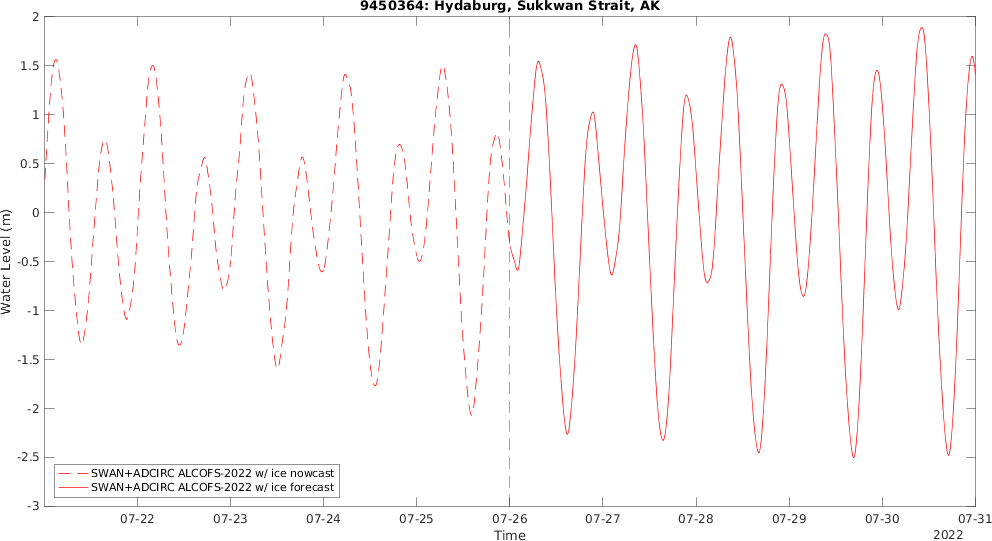 9450364: Hydaburg, Sukkwan Strait, AK
2
1.5
1
0.5
0
-0.5
-1
-1.5
-2
-2.5
-3
Water Level (m)
SWAN+ADCIRC ALCOFS-2022 w/ ice nowcast
SWAN+ADCIRC ALCOFS-2022 w/ ice forecast
07-22 07-23 07-24 07-25 07-26 07-27 07-28 07-29 07-30 07-31
Time
2022